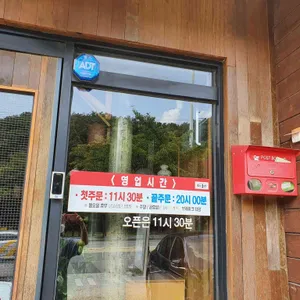 ADT
< 영 업 시 간 >
• 첫주문 : 11시 30분 • 끝주문 : 20시 00분
오픈은 11시 30분
POST